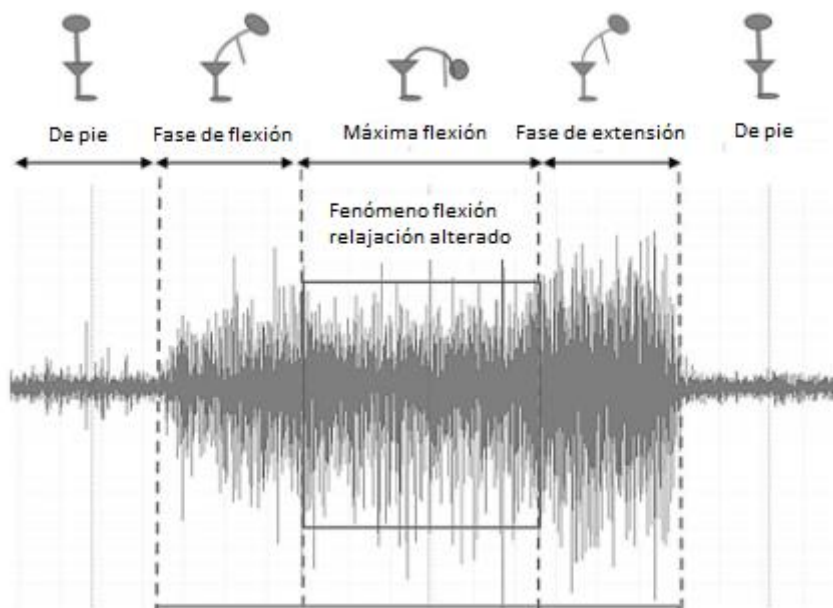 De pie
Fase de flexión
Máxima flexión
Fase de extensión
De pie
Fenómeno flexión
relajación alterado